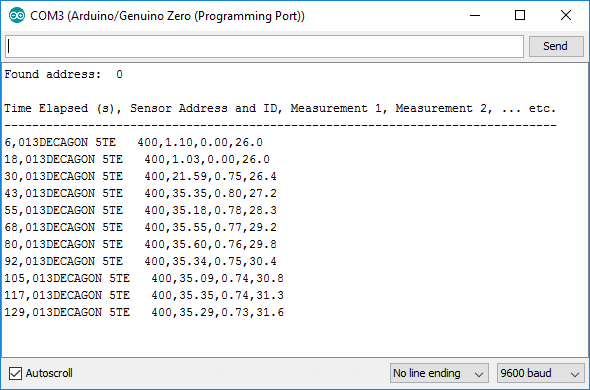 COM3 (Arduino/Genuino Zero (Programming Port))
Send
Found address:  0
Time Elapsed (s), Sensor Address and ID, Measurement 1, Measurement 2, ... etc.
-------------------------------------------------------------------------------
6,013DECAGON 5TE   400,1.10,0.00,26.0
18,013DECAGON 5TE   400,1.03,0.00,26.0
30,013DECAGON 5TE   400,21.59,0.75,26.4
43,013DECAGON 5TE   400,35.35,0.80,27.2
55,013DECAGON 5TE   400,35.18,0.78,28.3
68,013DECAGON 5TE   400,35.55,0.77,29.2
80,013DECAGON 5TE   400,35.60,0.76,29.8
92,013DECAGON 5TE   400,35.34,0.75,30.4
105,013DECAGON 5TE   400,35.09,0.74,30.8
117,013DECAGON 5TE   400,35.35,0.74,31.3
129,013DECAGON 5TE   400,35.29,0.73,31.6
Autoscroll
No line ending
9600 baud